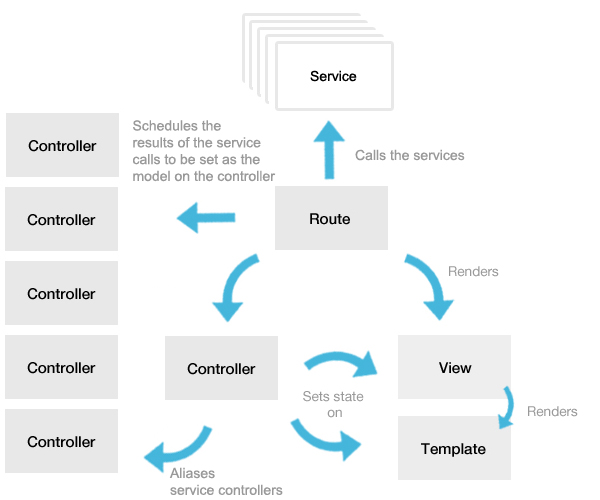 Service
Schedules the
results of the service
calls to be set as the
model on the controller
Calls the services
Controller
Controller
Route
Controller
Renders
Controller
Controller
View
Sets state
on
Renders
Controller
Template
Aliases
service controllers